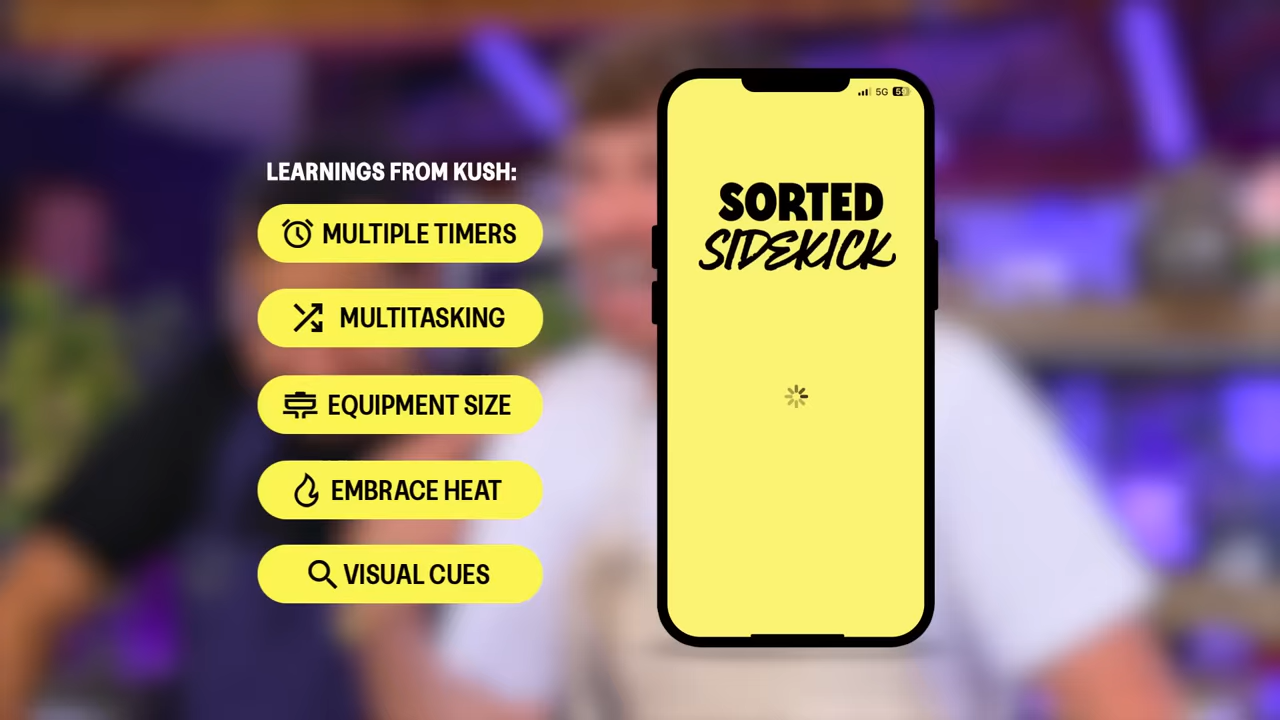 LEARNINGS FROM KUSH:
MULTIPLE TIMERS
MULTITASKING
EQUIPMENT SIZE
EMBRACE HEAT
VISUAL CUES
5G
SORTED
SIDEKICK